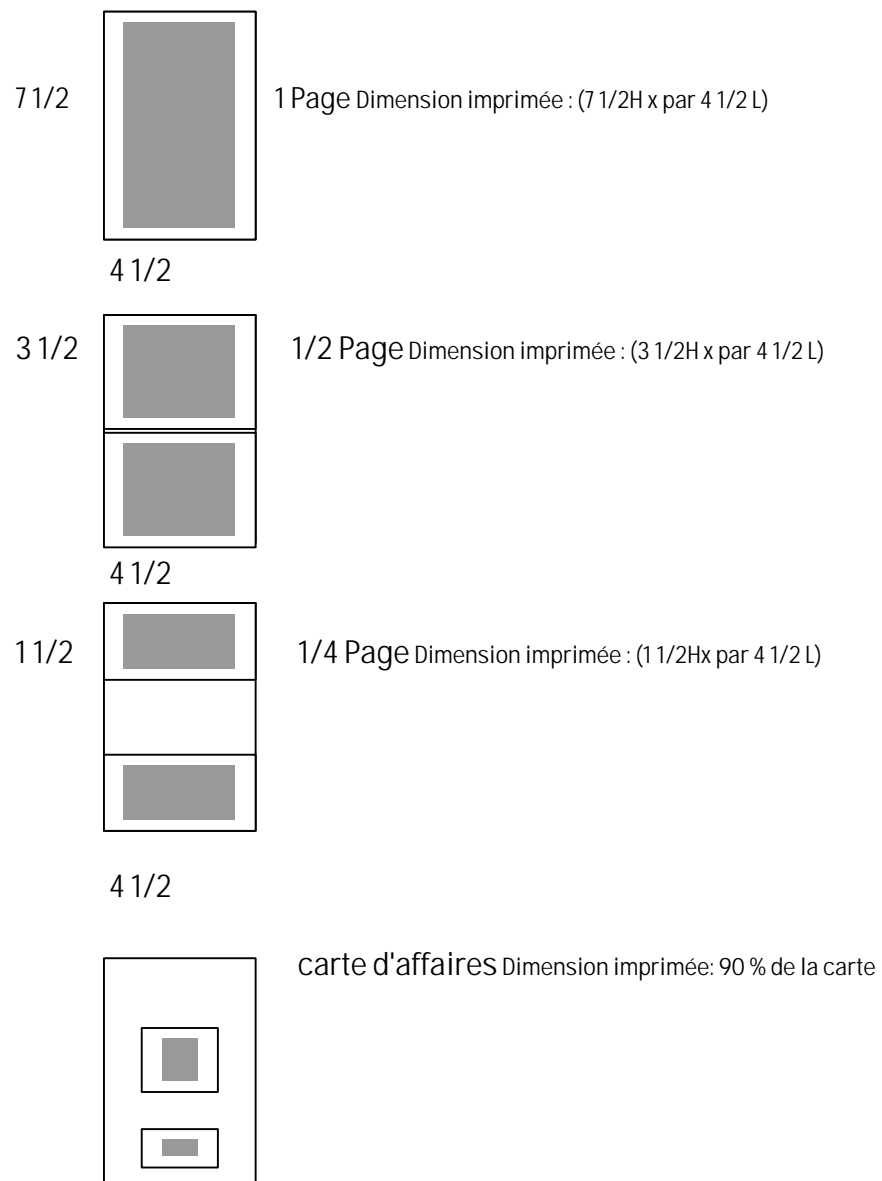 7 1/2 1 Page Dimension imprimée : (7 1/2H x par 4 1/2 L)
4 1/2
3 1/2 1/2 Page Dimension imprimée : (3 1/2H x par 4 1/2 L)
4 1/2
1 1/2 1/4 Page Dimension imprimée : (1 1/2Hx par 4 1/2 L)
4 1/2
carte d'affaires Dimension imprimée: 90 % de la carte